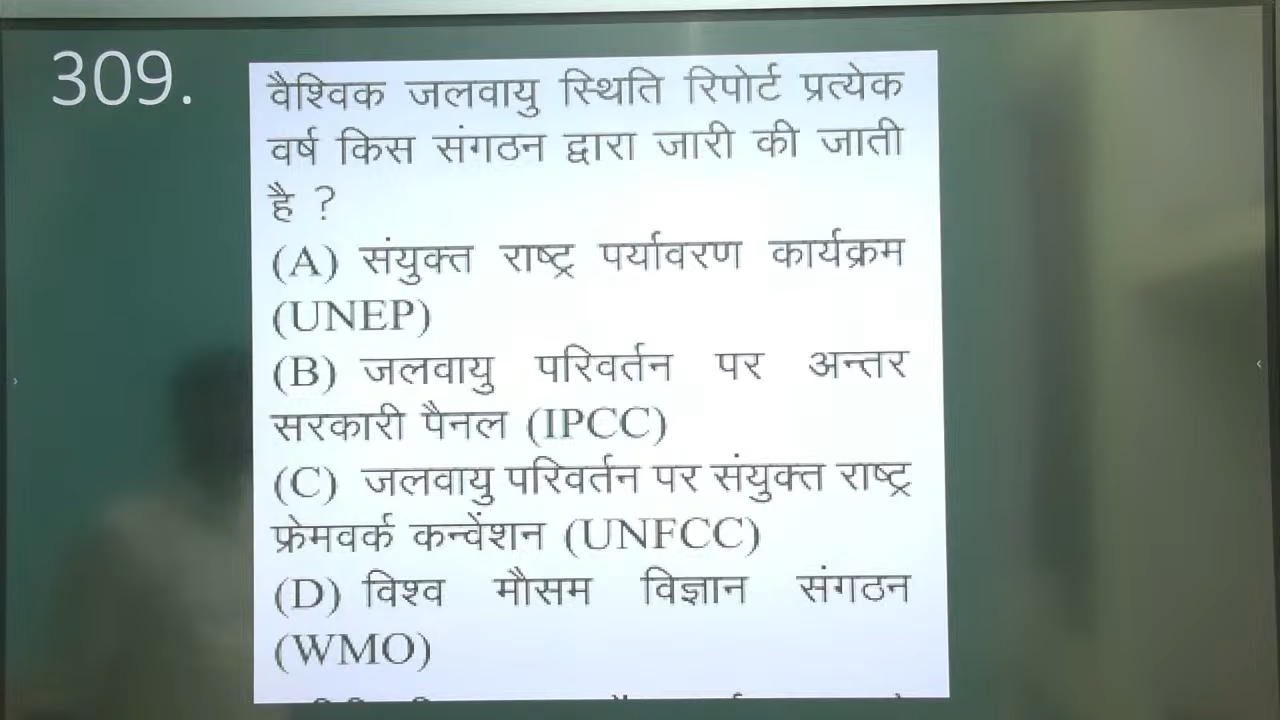 309.
वैश्विक जलवायु स्थिति रिपोर्ट प्रत्येक
वर्ष किस संगठन द्वारा जारी की जाती
है ?
(A) संयुक्त राष्ट्र पर्यावरण कार्यक्रम
(UNEP)
(B) जलवायु परिवर्तन पर अन्तर
सरकारी पैनल (IPCC)
(C) जलवायु परिवर्तन पर संयुक्त राष्ट्र
फ्रेमवर्क कन्वेंशन (UNFCC)
(D) विश्व मौसम विज्ञान संगठन
(WMO)